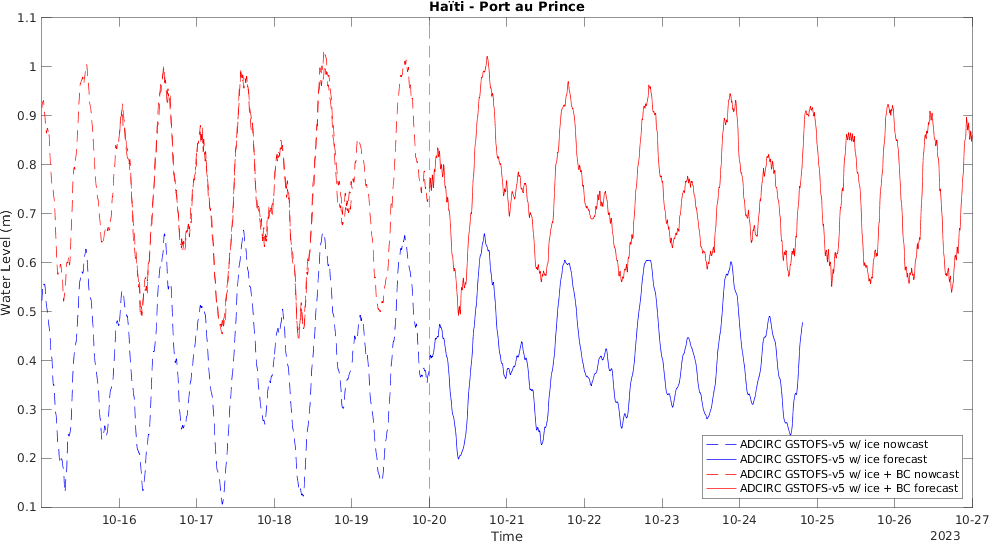 Haïti - Port au Prince
Water Level (m)
1.1
1
0.9
0.8
0.7
0.6
0.5
0.4
0.3
0.2
0.1
ADCIRC GSTOFS-v5 w/ ice nowcast
ADCIRC GSTOFS-v5 w/ ice forecast
ADCIRC GSTOFS-v5 w/ ice + BC nowcast
ADCIRC GSTOFS-v5 w/ ice + BC forecast
10-16 10-17 10-18 10-19 10-20 10-21 10-22 10-23 10-24 10-25 10-26 10-27
Time
2023